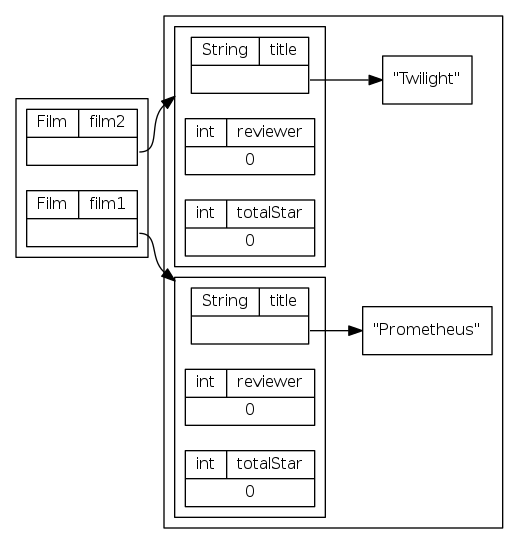 Film film2
Film film1
String title
"Twilight"
int reviewer
0
int totalStar
0
String title
"Prometheus"
int reviewer
0
int totalStar
0